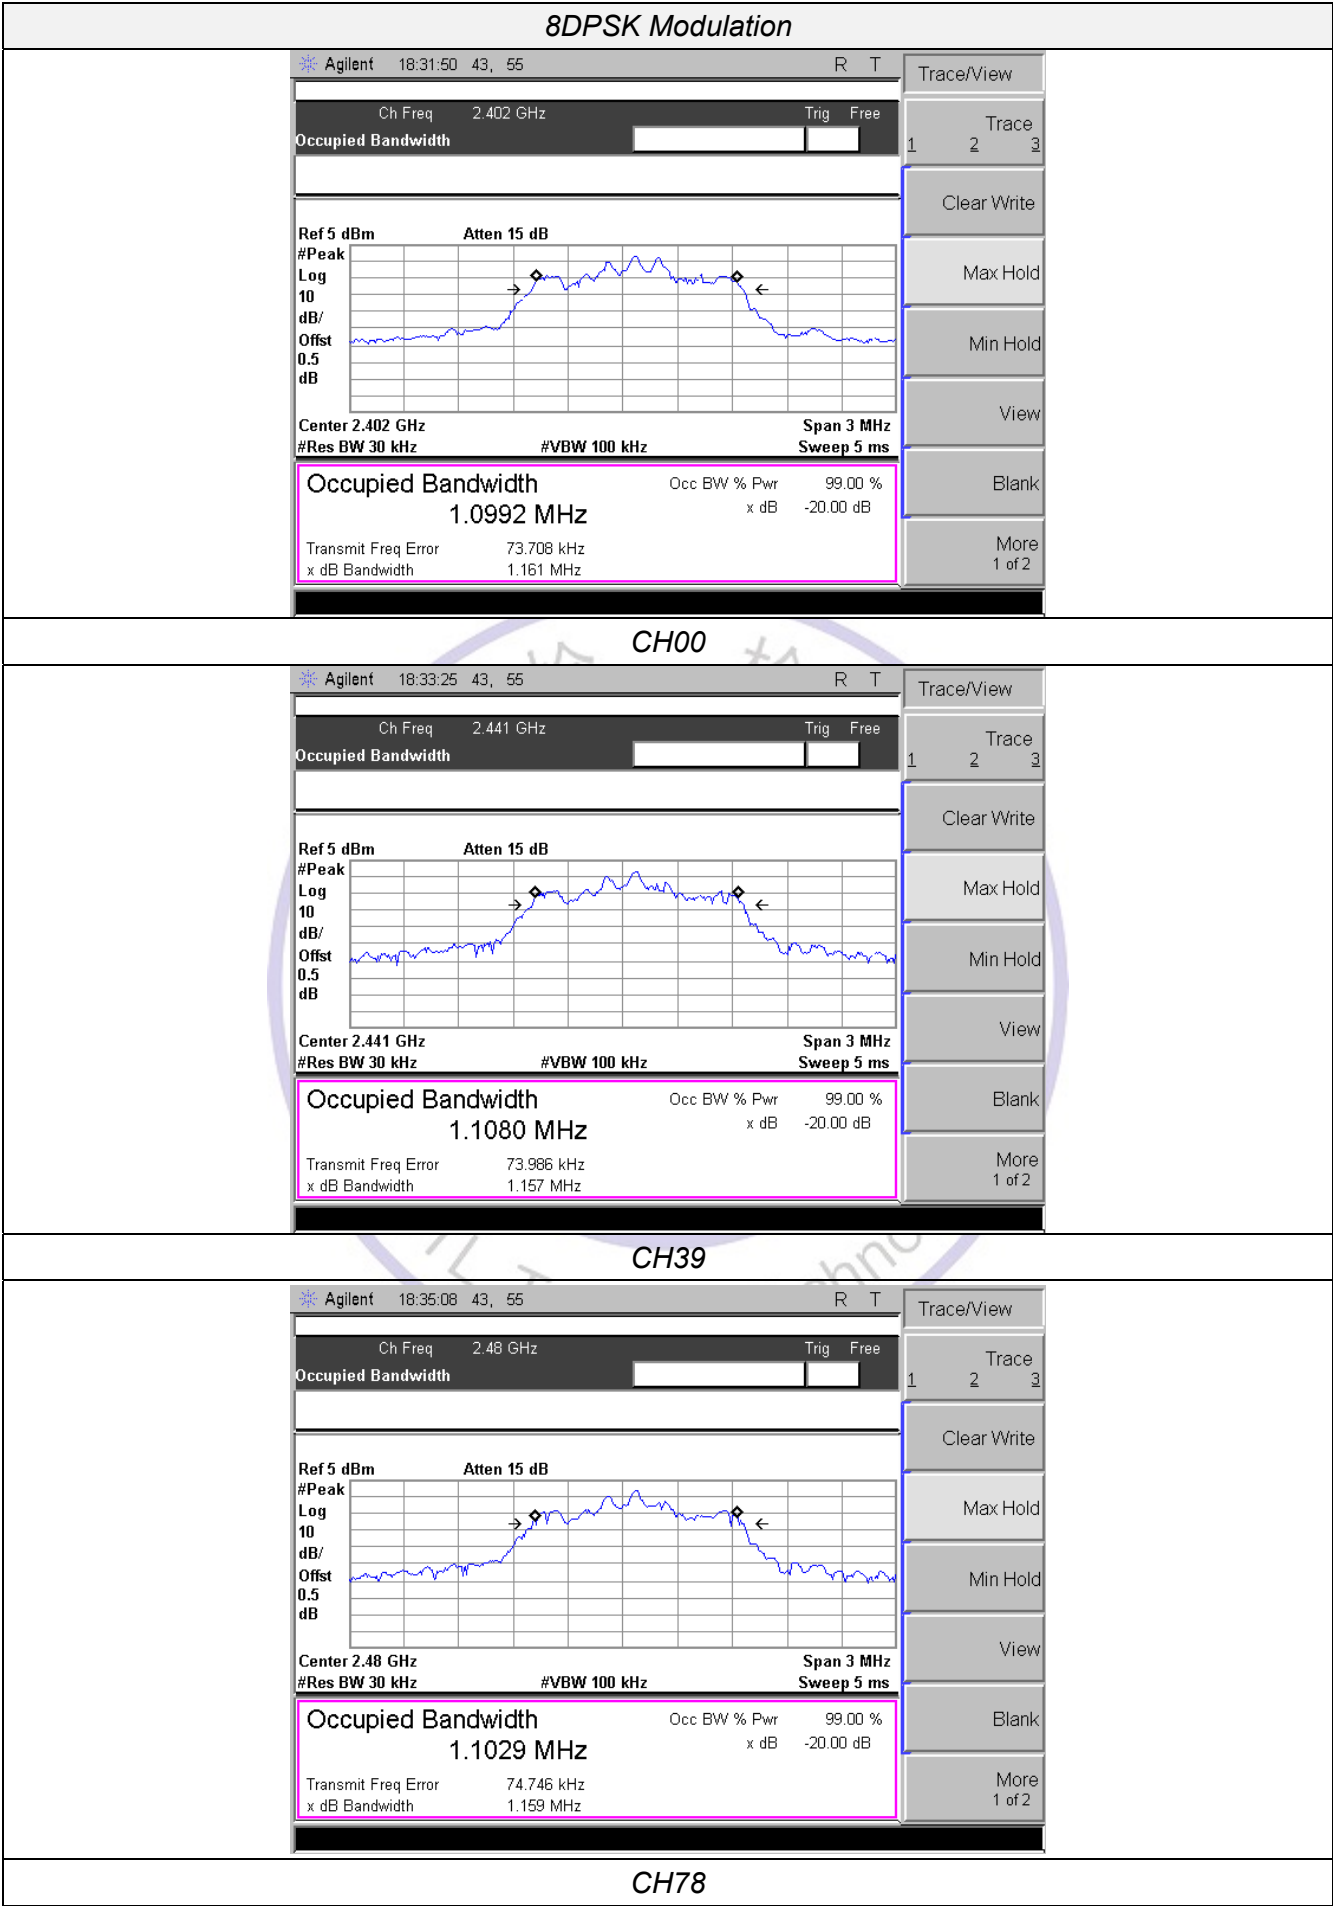 8DPSK Modulation
Agilent 18:31:50 43, 55 R T
Trace/View
Ch Freq 2.402 GHz Trig Free
Occupied Bandwidth
Trace
1 2 3
Clear Write
Ref 5 dBm Atten 15 dB
#Peak
Log
10
dB/
Offst
0.5
dB
Max Hold
Min Hold
View
Center 2.402 GHz Span 3 MHz
#Res BW 30 kHz #VBW 100 kHz Sweep 5 ms
Occupied Bandwidth Occ BW % Pwr 99.00 %
1.0992 MHz x dB -20.00 dB
Blank
Transmit Freq Error 73.708 kHz
x dB Bandwidth 1.161 MHz
More
1 of 2
CH00
检 检
Agilent 18:33:25 43, 55 R T
Trace/View
Ch Freq 2.441 GHz Trig Free
Occupied Bandwidth
Trace
1 2 3
Clear Write
Ref 5 dBm Atten 15 dB
#Peak
Log
10
dB/
Offst
0.5
dB
Max Hold
Min Hold
View
Center 2.441 GHz Span 3 MHz
#Res BW 30 kHz #VBW 100 kHz Sweep 5 ms
Occupied Bandwidth Occ BW % Pwr 99.00 %
1.1080 MHz x dB -20.00 dB
Blank
Transmit Freq Error 73.986 kHz
x dB Bandwidth 1.157 MHz
More
1 of 2
CH39
Agilent 18:35:08 43, 55 R T
Trace/View
Ch Freq 2.48 GHz Trig Free
Occupied Bandwidth
Trace
1 2 3
Clear Write
Ref 5 dBm Atten 15 dB
#Peak
Log
10
dB/
Offst
0.5
dB
Max Hold
Min Hold
View
Center 2.48 GHz Span 3 MHz
#Res BW 30 kHz #VBW 100 kHz Sweep 5 ms
Occupied Bandwidth Occ BW % Pwr 99.00 %
1.1029 MHz x dB -20.00 dB
Blank
Transmit Freq Error 74.746 kHz
x dB Bandwidth 1.159 MHz
More
1 of 2
CH78